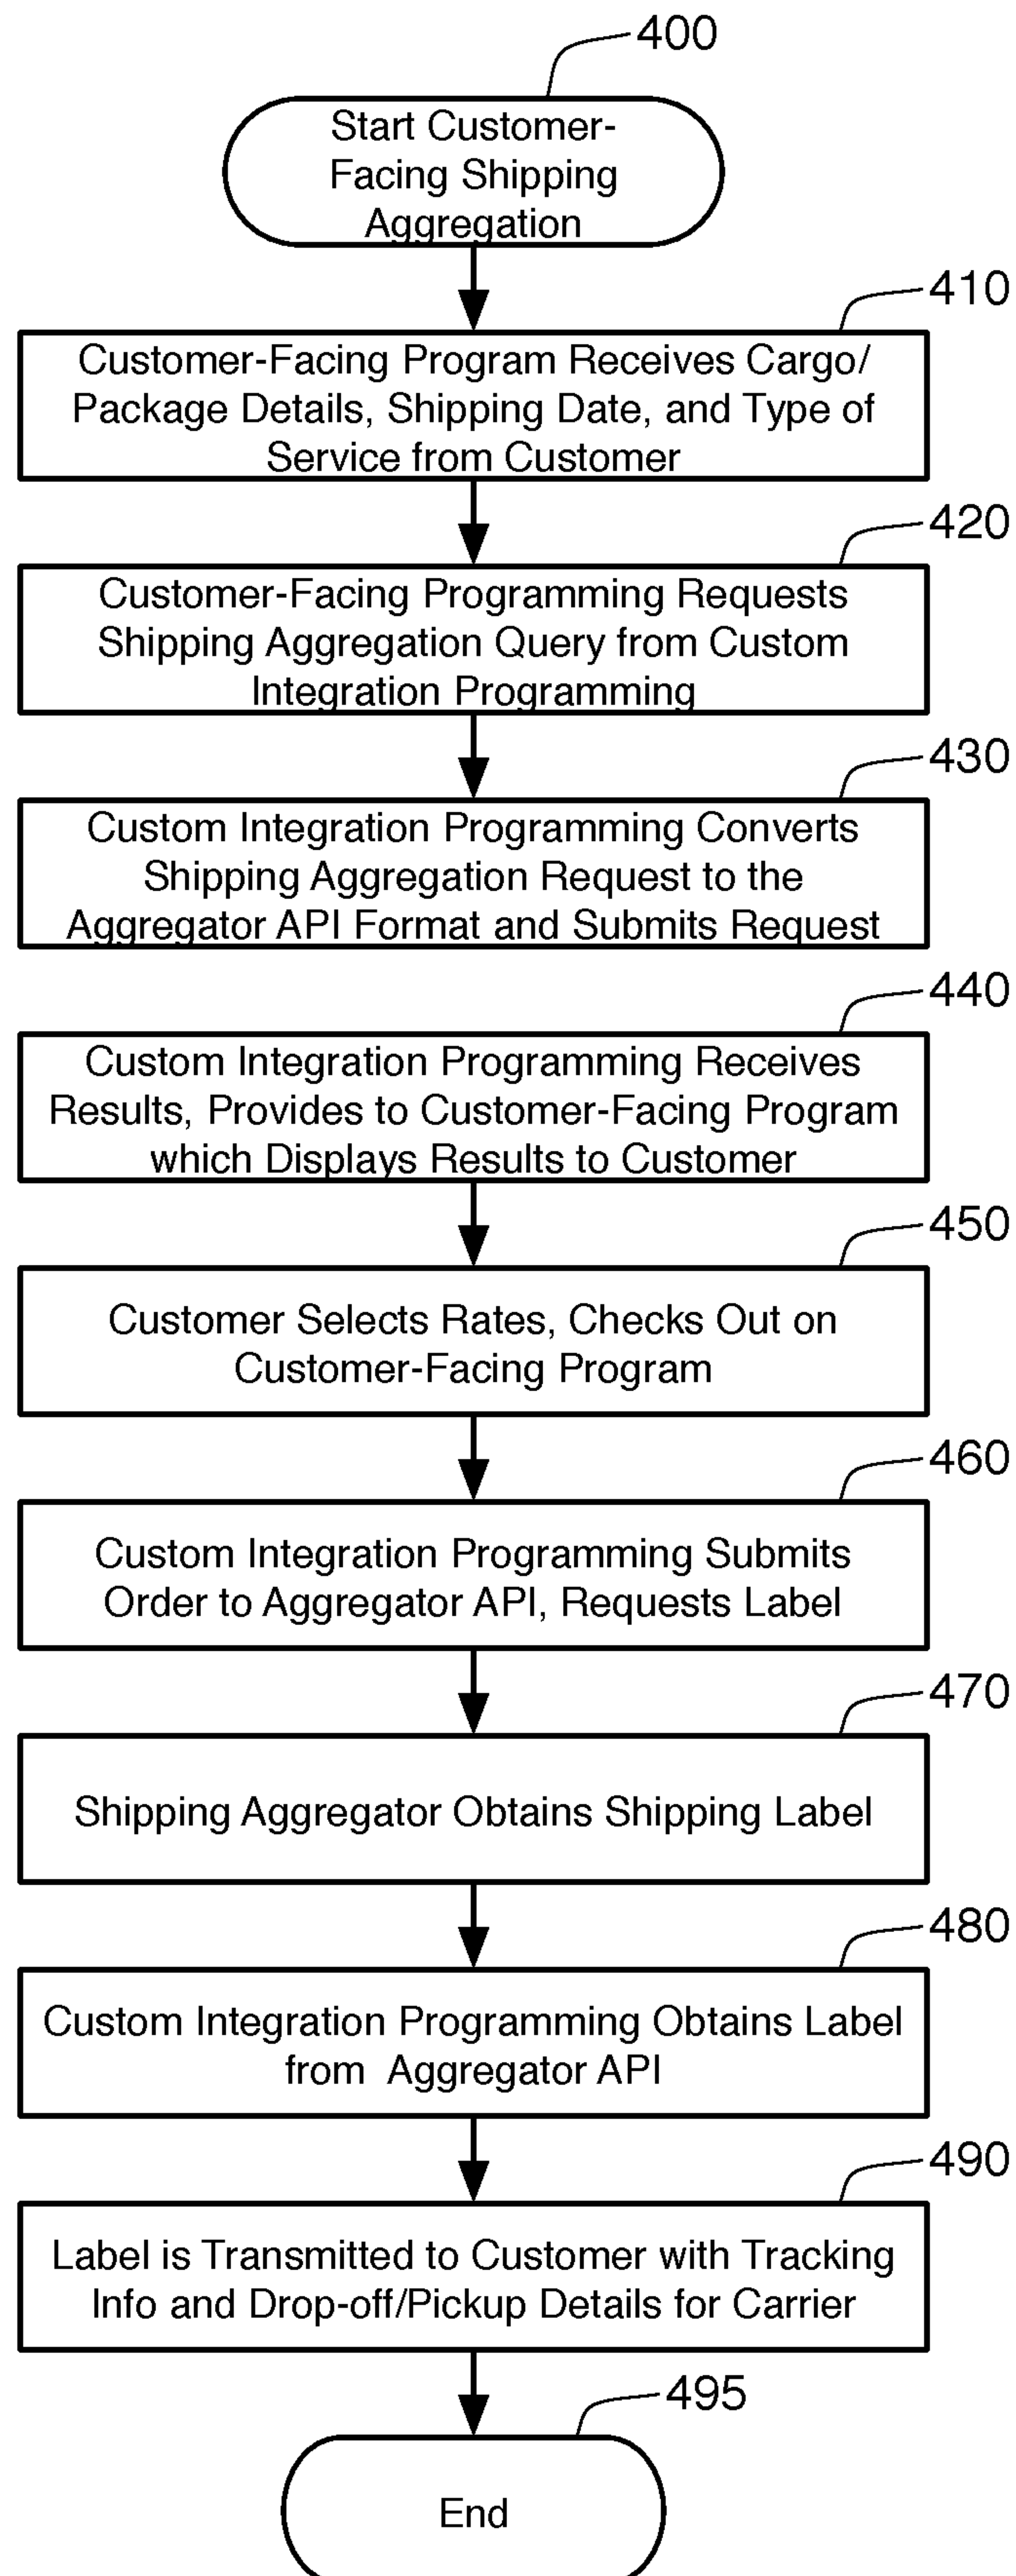 400
Start Customer-
Facing Shipping
Aggregation
410
Customer-Facing Program Receives Cargo/
Package Details, Shipping Date, and Type of
Service from Customer
420
Customer-Facing Programming Requests
Shipping Aggregation Query from Custom
Integration Programming
430
Custom Integration Programming Converts
Shipping Aggregation Request to the
Aggregator API Format and Submits Request
440
Custom Integration Programming Receives
Results, Provides to Customer-Facing Program
which Displays Results to Customer
450
Customer Selects Rates, Checks Out on
Customer-Facing Program
460
Custom Integration Programming Submits
Order to Aggregator API, Requests Label
470
Shipping Aggregator Obtains Shipping Label
480
Custom Integration Programming Obtains Label
from  Aggregator API
490
Label is Transmitted to Customer with Tracking
Info and Drop-off/Pickup Details for Carrier
495
End